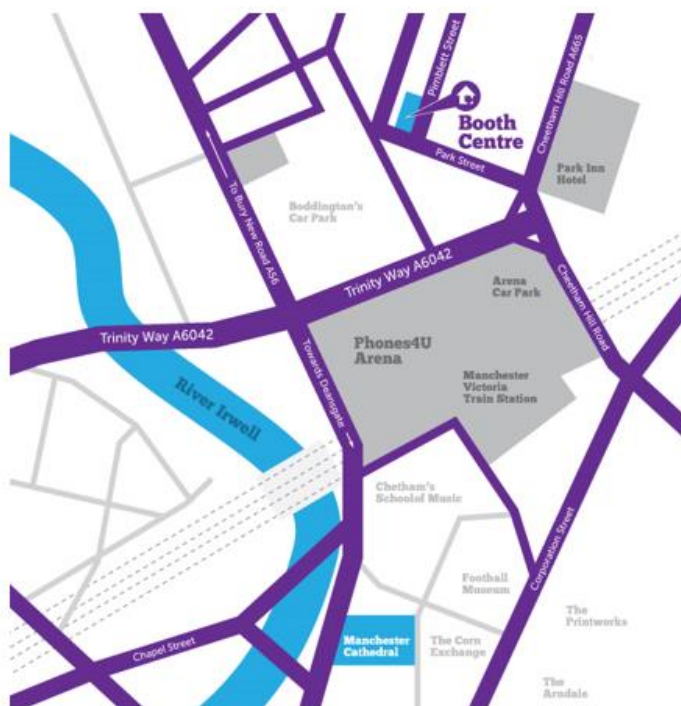 Pimblett Street
Cheetham Hill Road A665
Booth
Centre
Park Street
Park Inn
Hotel
To Bury New Road A56
Boddington's
Car Park
Trinity Way A6042
Arena
Car Park
Cheetham Hill Road
Trinity Way A6042
Towards Deansgate
Phones4U
Arena
Manchester
Victoria
Train Station
River Irwell
Chetham's
Schoolof Music
Corporation Street
Foothall
Museum
The
Printworks
Chapel Street
Manchester
Cathedral
The Corn
Exchange
The
Arndale